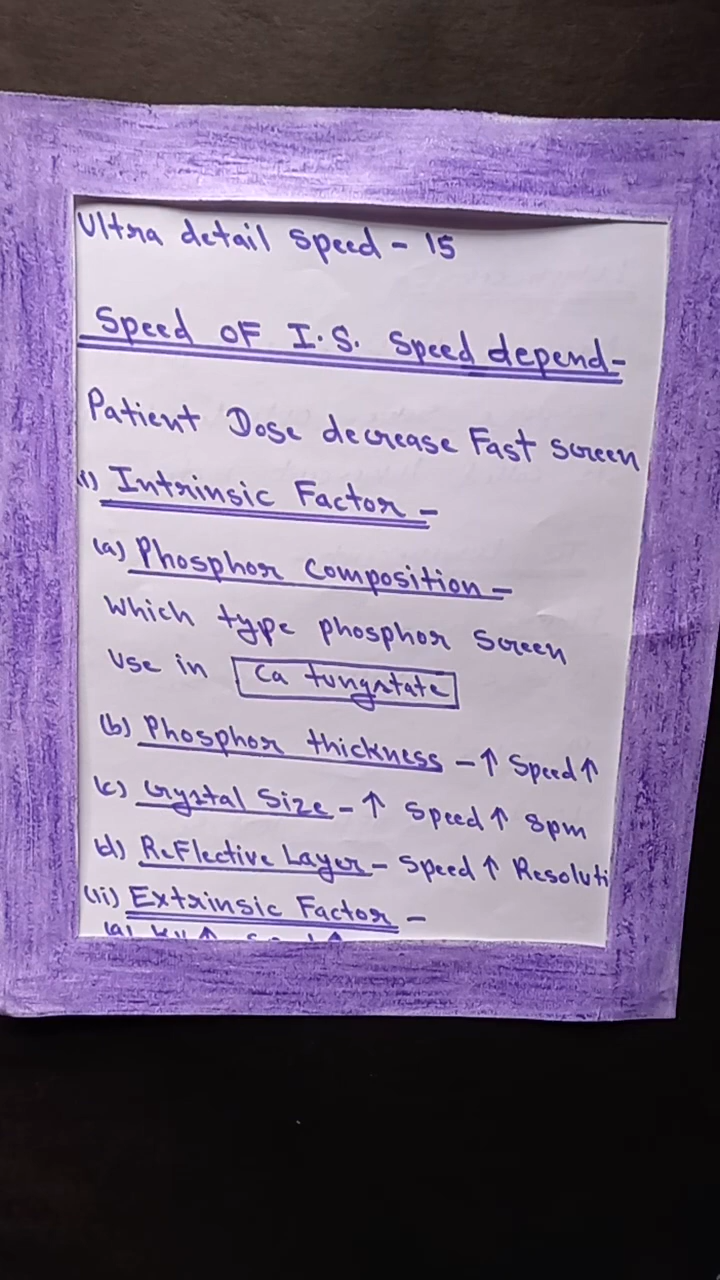 Ultra detail speed - 15
Speed OF I.S. Speed depend-
Patient Dose decrease Fast screen
(i) Intrinsic Factor -
(a) Phosphor Composition -
Which type phosphor Screen
Use in Ca tungstate
(b) Phosphor thickness - ↑ Speed ↑
(c) Crystal Size - ↑ Speed ↑ 8pm
(d) Reflective Layer - Speed ↑ Resoluti
(ii) Extrinsic Factor -